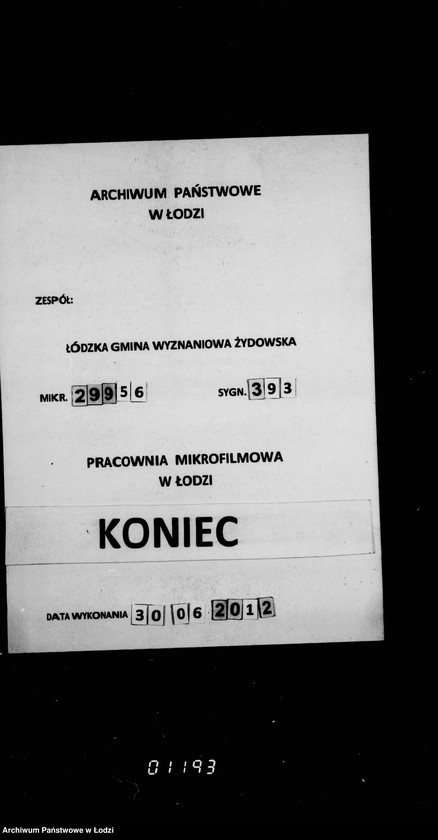 ARCHIWUM PAŃSTWOWE
W ŁODZI
ZESPÓŁ:
ŁÓDZKA GMINA WYZNANIOWA ŻYDOWSKA
MIKR. 29956 SYGN. 393
PRACOWNIA MIKROFILMOWA
W ŁODZI
KONIEC
DATA WYKONANIA 30 06 2012
01193
Archiwum Państwowe w Łodzi